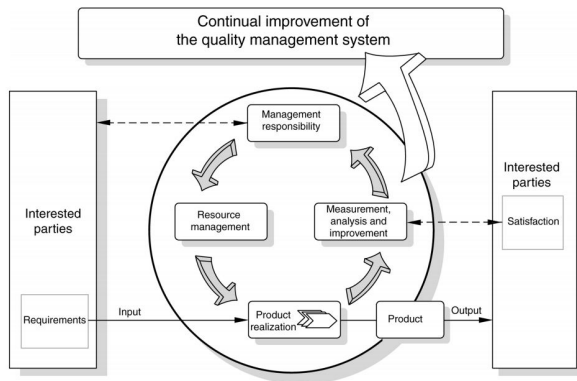 Continual improvement of
the quality management system
Management
responsibility
Interested
parties
Interested
parties
Resource
management
Measurement,
analysis and
improvement
Satisfaction
Requirements
Input
Product
realization
Product
Output